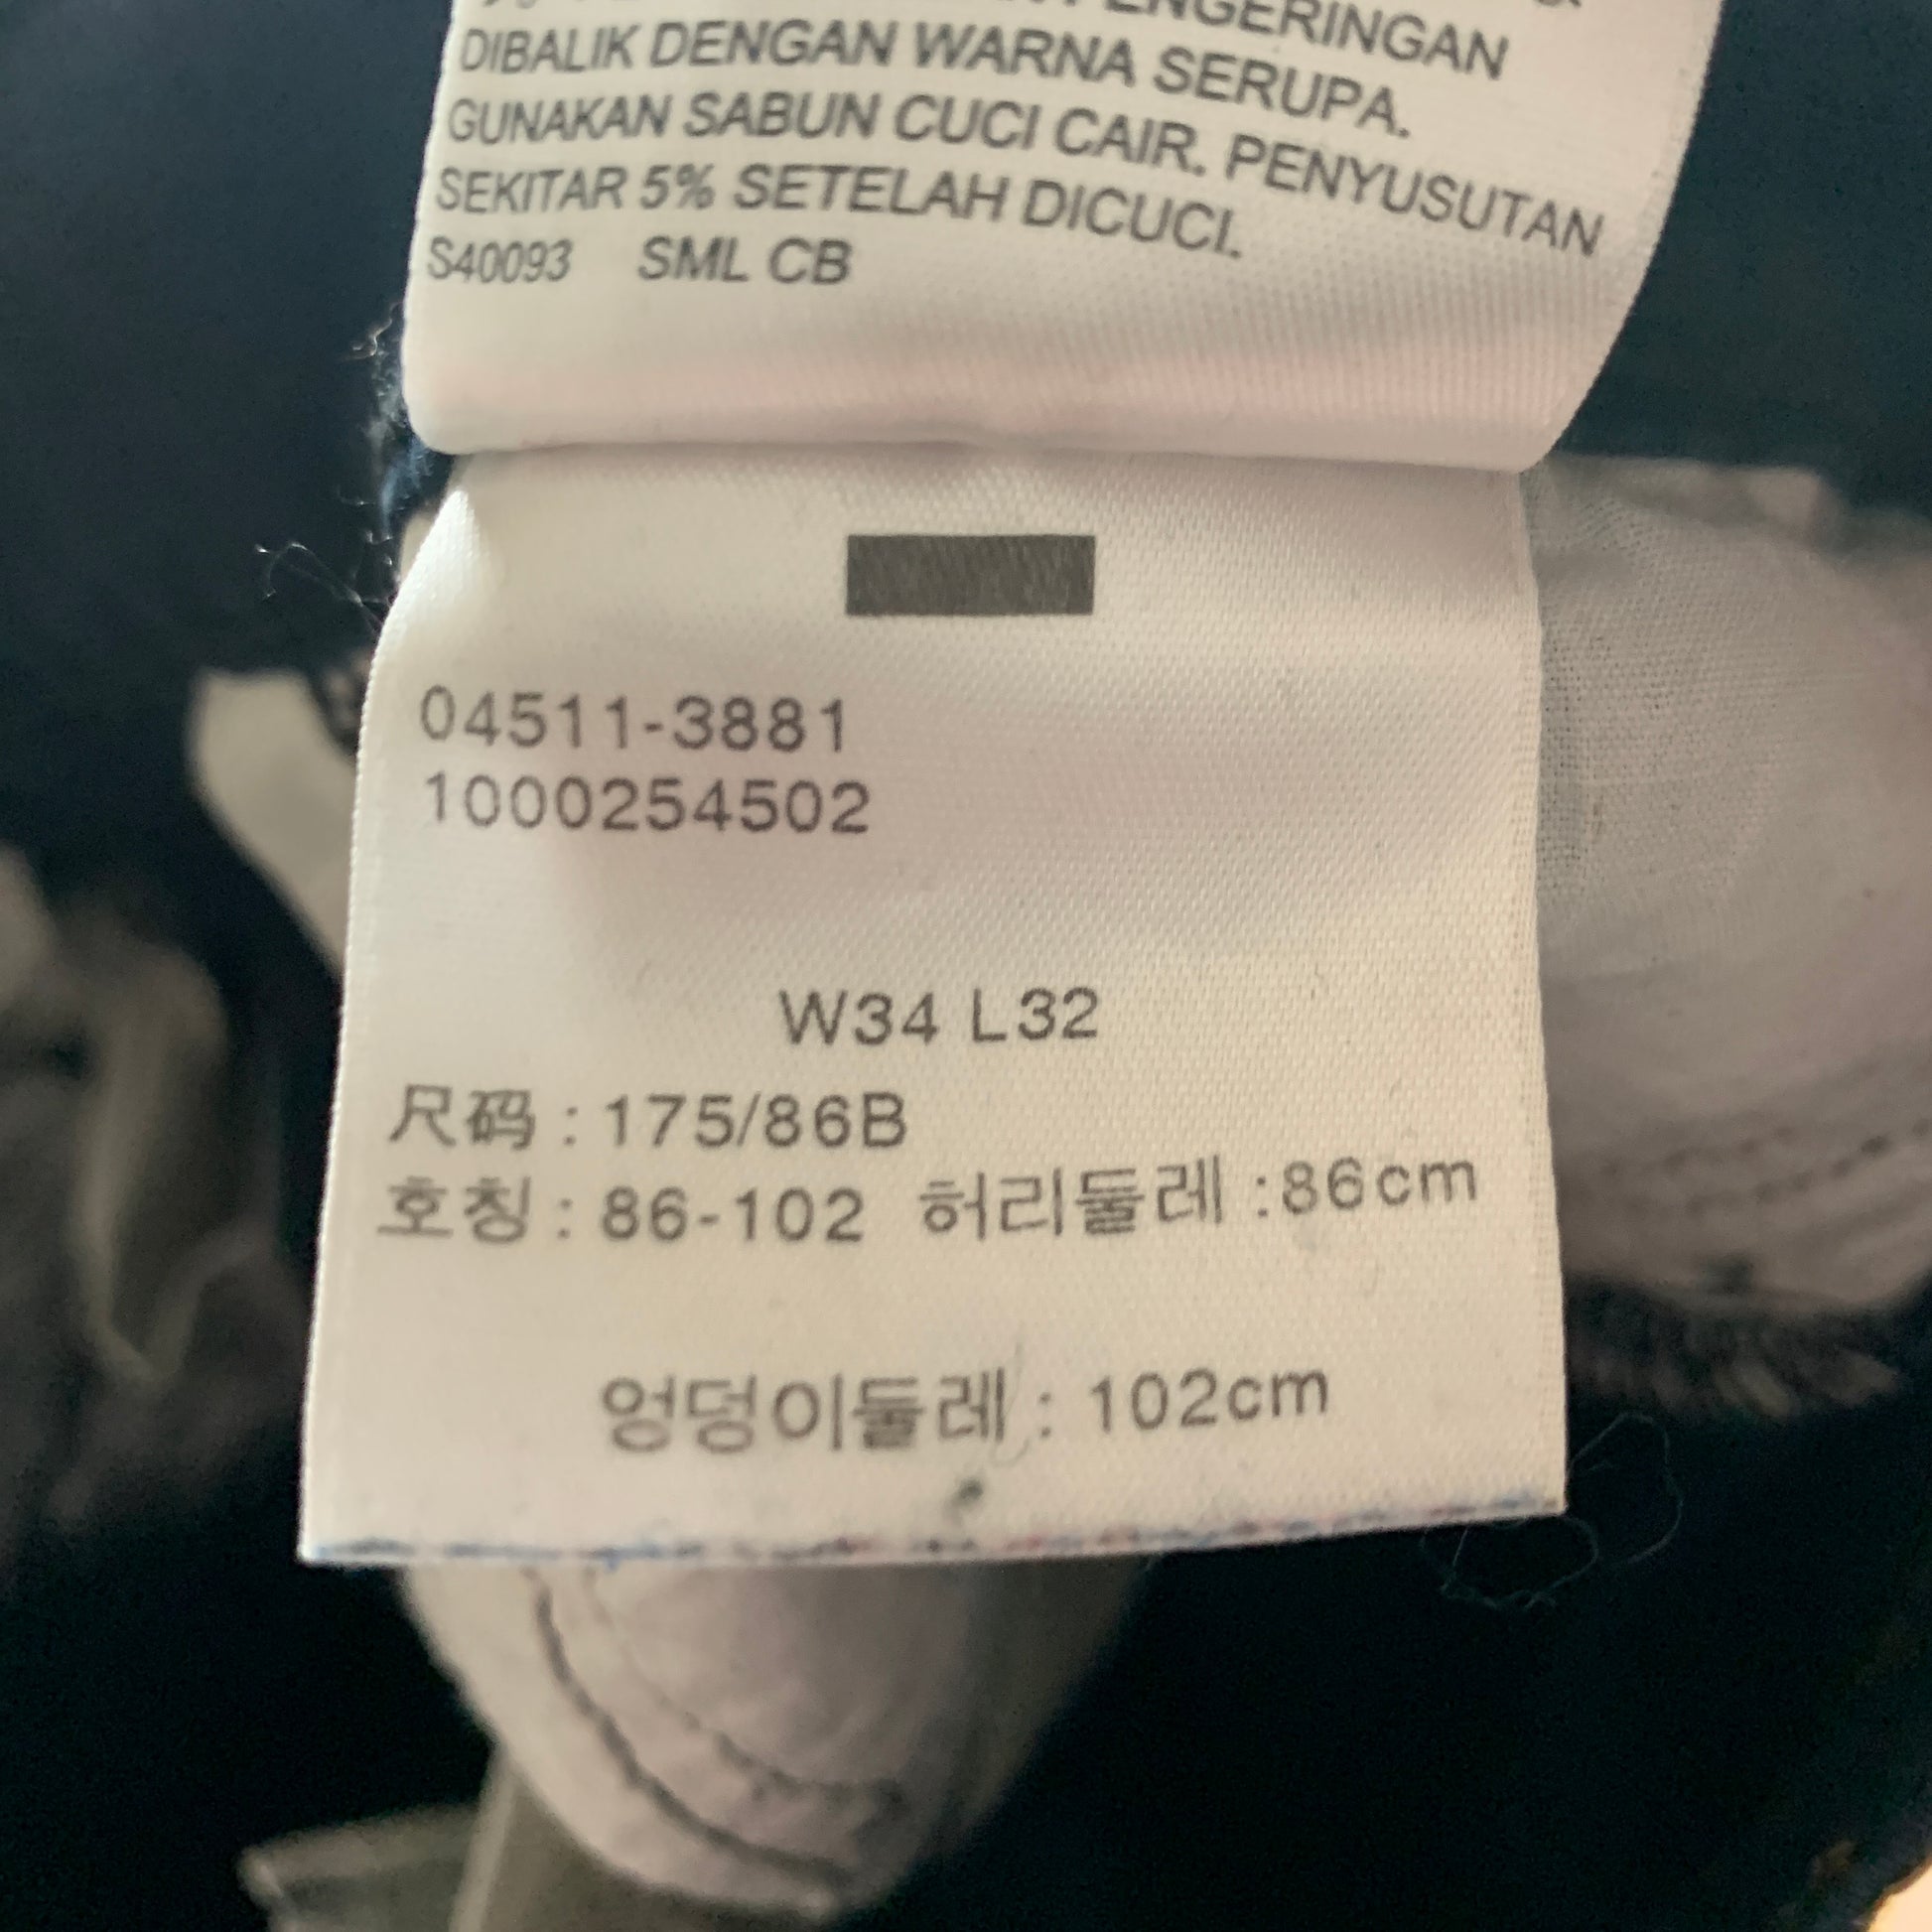 PENGERINGAN
DIBALIK DENGAN WARNA SERUPA.
GUNAKAN SABUN CUCI CAIR. PENYUSUTAN
SEKITAR 5% SETELAH DICUCI.
S40093 SML CB
04511-3881
1000254502
W34 L32
尺码 : 175/86B
호칭 : 86-102 허리둘레 :86cm
엉덩이둘레 : 102cm